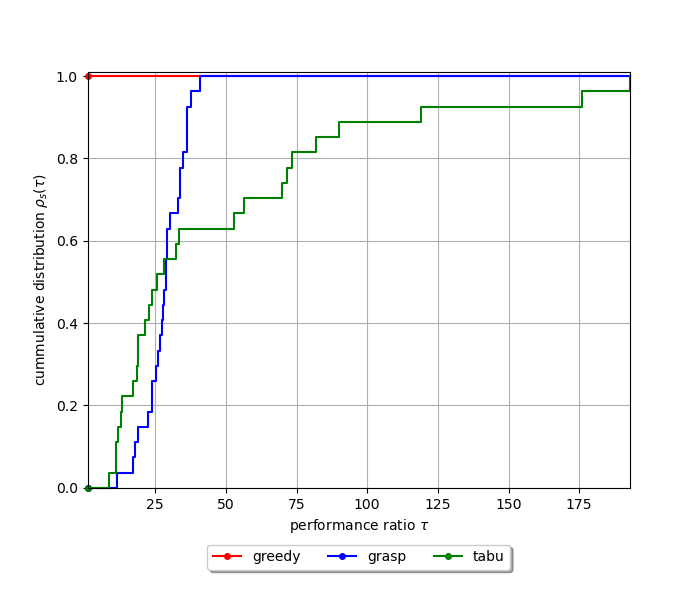 1.0
0.8
0.6
0.4
0.2
0.0
cummulative distribution ρₛ(τ)
25 50 75 100 125 150 175
performance ratio τ
greedy grasp tabu